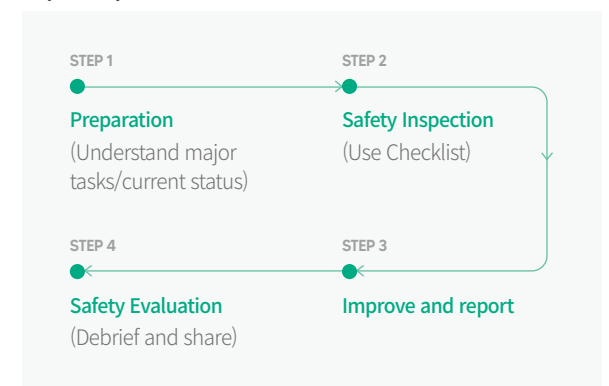 STEP 1
Preparation
(Understand major
tasks/current status)
STEP 2
Safety Inspection
(Use Checklist)
STEP 3
Improve and report
STEP 4
Safety Evaluation
(Debrief and share)